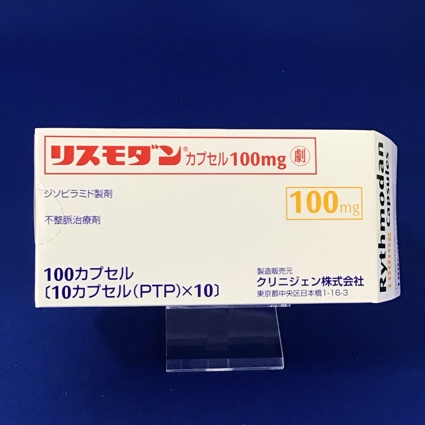 リスモダン®カプセル100mg 劇
ジソピラミド製剤
100mg
不整脈治療剤
100カプセル
〔10カプセル(PTP)×10〕
製造販売元
クリニジェン株式会社
東京都中央区日本橋1-16-3
Rythmodan